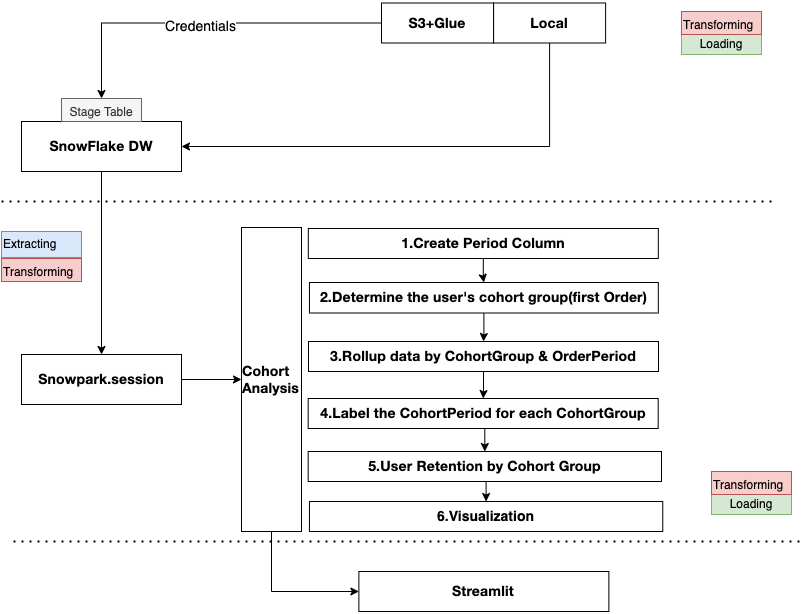 S3+Glue
Local
Credentials
Transforming
Loading
Stage Table
SnowFlake DW
Extracting
Transforming
1.Create Period Column
2.Determine the user's cohort group(first Order)
3.Rollup data by CohortGroup & OrderPeriod
Snowpark.session
Cohort
Analysis
4.Label the CohortPeriod for each CohortGroup
5.User Retention by Cohort Group
6.Visualization
Transforming
Loading
Streamlit